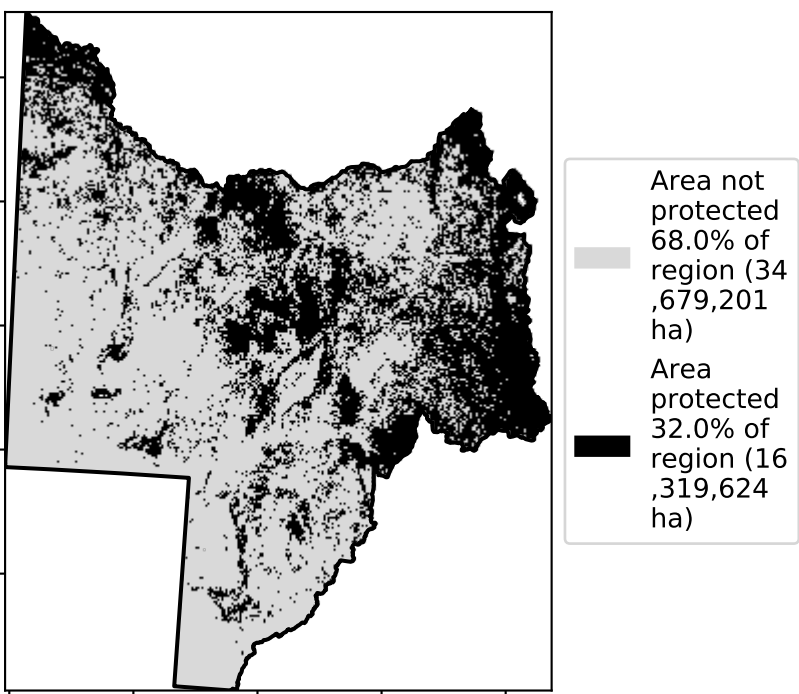 Area not
protected
68.0% of
region (34
,679,201
ha)
Area
protected
32.0% of
region (16
,319,624
ha)